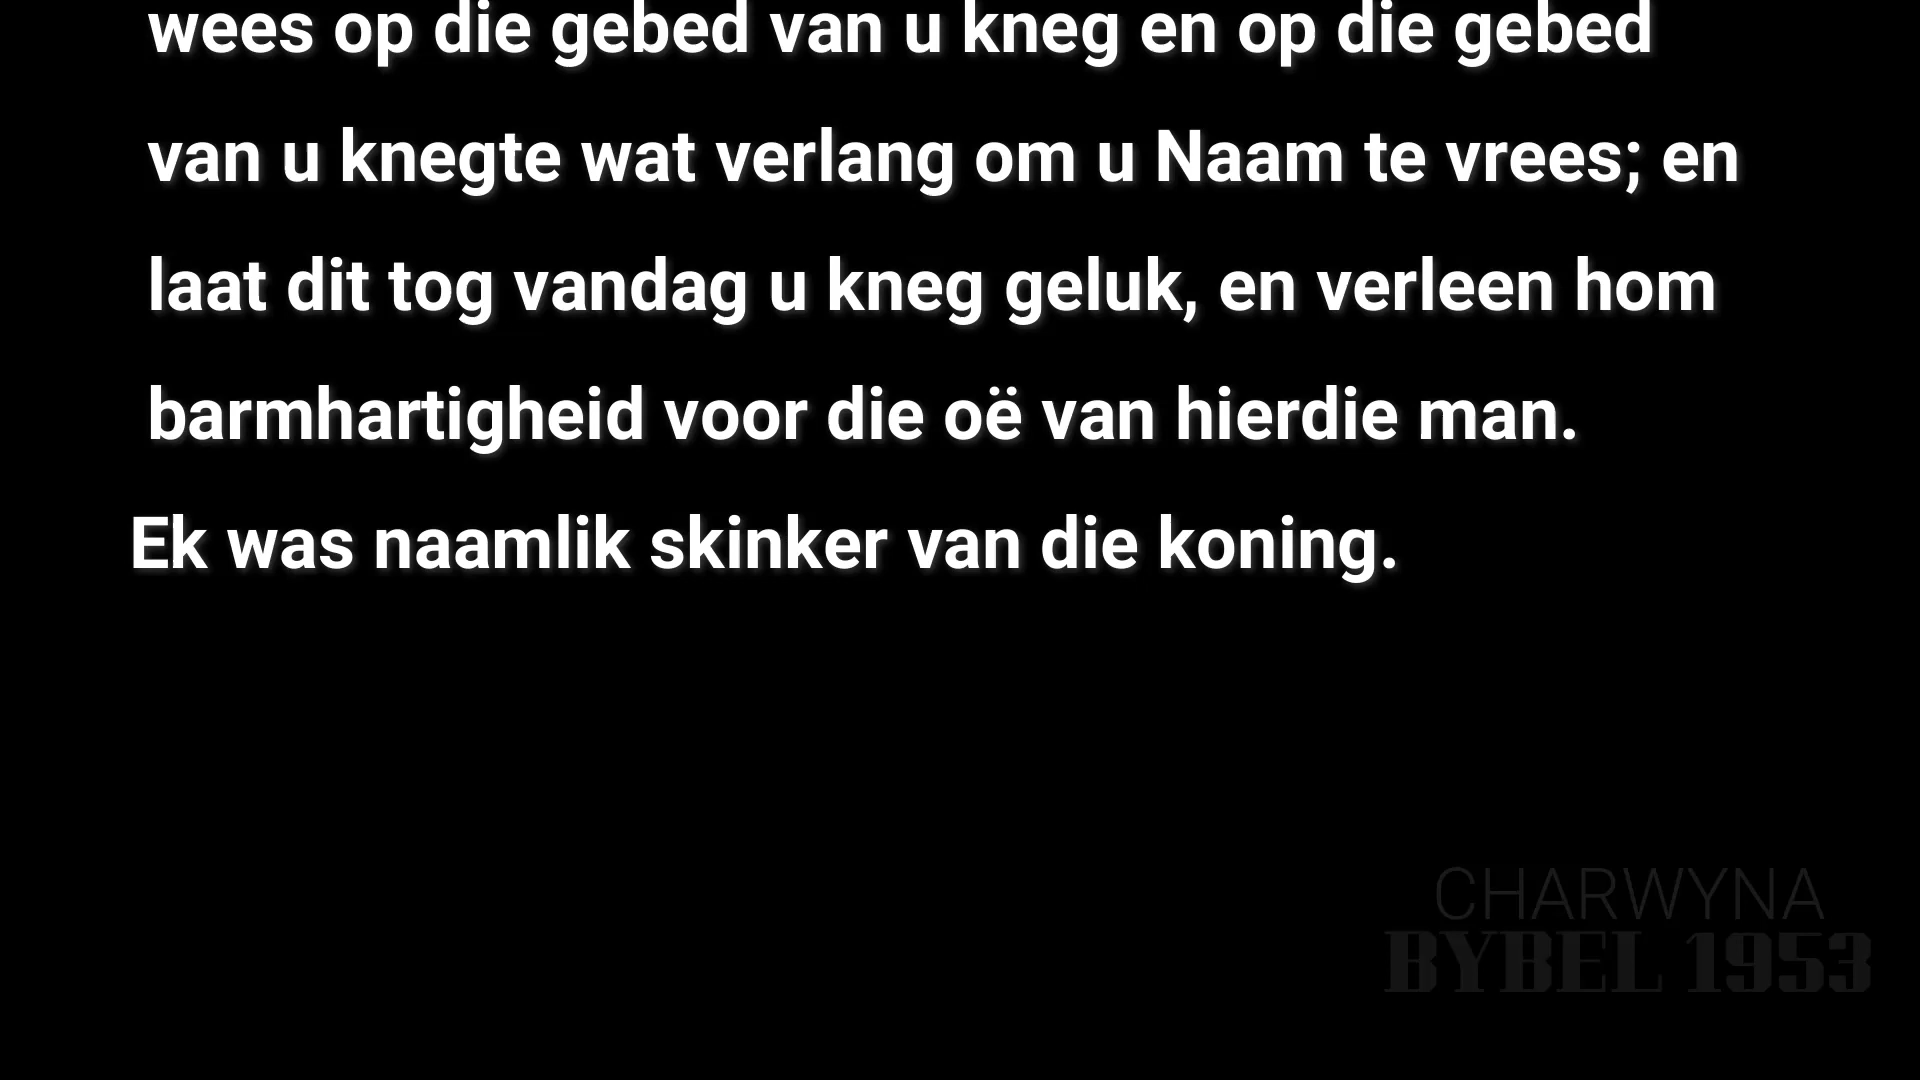 wees op die gebed van u kneg en op die gebed
van u knegte wat verlang om u Naam te vrees; en
laat dit tog vandag u kneg geluk, en verleen hom
barmhartigheid voor die oë van hierdie man.
Ek was naamlik skinker van die koning.
CHARWYNA
BYBEL 1953